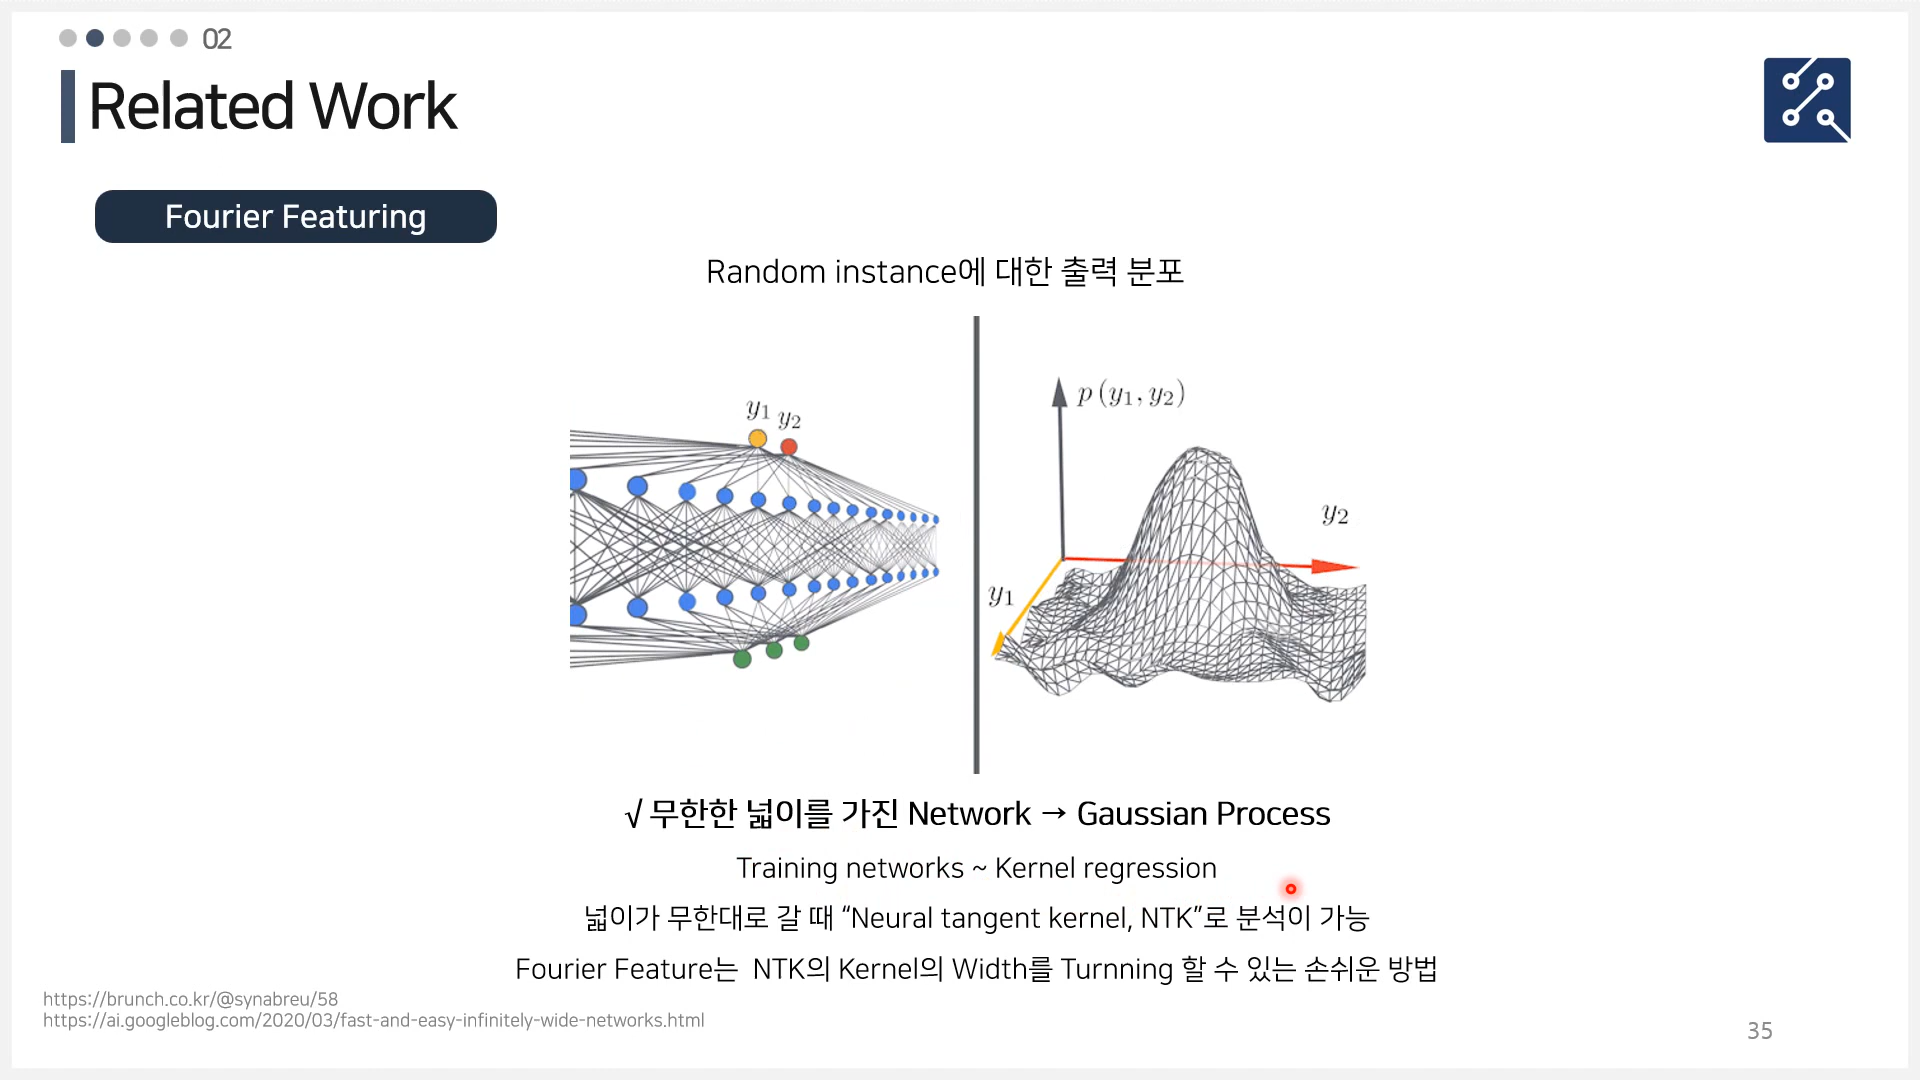 02
Related Work
Fourier Featuring
Random instance에 대한 출력 분포
y1 y2
p (y1, y2)
y2
y1
√ 무한한 넓이를 가진 Network → Gaussian Process
Training networks ~ Kernel regression
넓이가 무한대로 갈 때 “Neural tangent kernel, NTK”로 분석이 가능
Fourier Feature는 NTK의 Kernel의 Width를 Turnning 할 수 있는 손쉬운 방법
https://brunch.co.kr/@synabreu/58
https://ai.googleblog.com/2020/03/fast-and-easy-infinitely-wide-networks.html
35